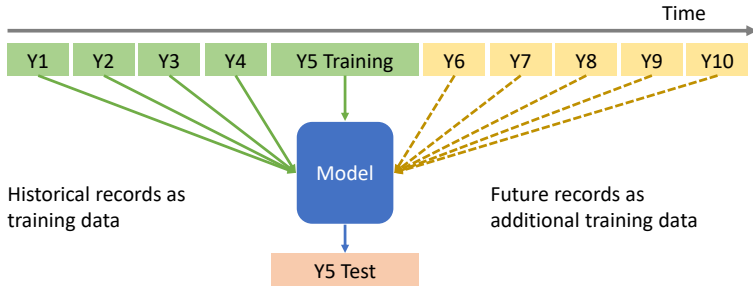 Time
Y1 Y2 Y3 Y4 Y5 Training Y6 Y7 Y8 Y9 Y10
Model
Historical records as
training data
Future records as
additional training data
Y5 Test